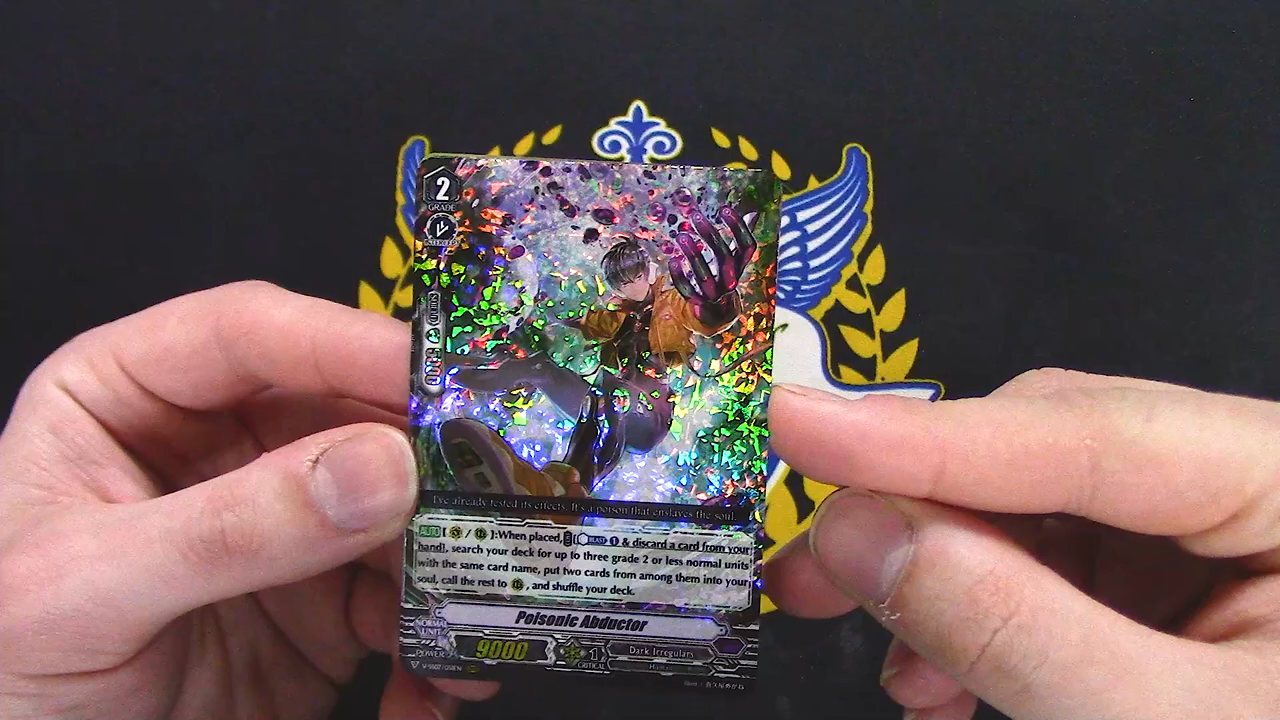 2
GRADE
INTERCEPT
5000
I've already tested its effects. It's a poison that enslaves the soul.
AUTO [ / ]:When placed, [ BLAST 1 & discard a card from your
hand], search your deck for up to three grade 2 or less normal units
with the same card name, put two cards from among them into your
soul, call the rest to , and shuffle your deck.
Poisonic Abductor
NORMAL
UNIT
POWER 9000 1 Dark Irregulars
CRITICAL Human
Illust.